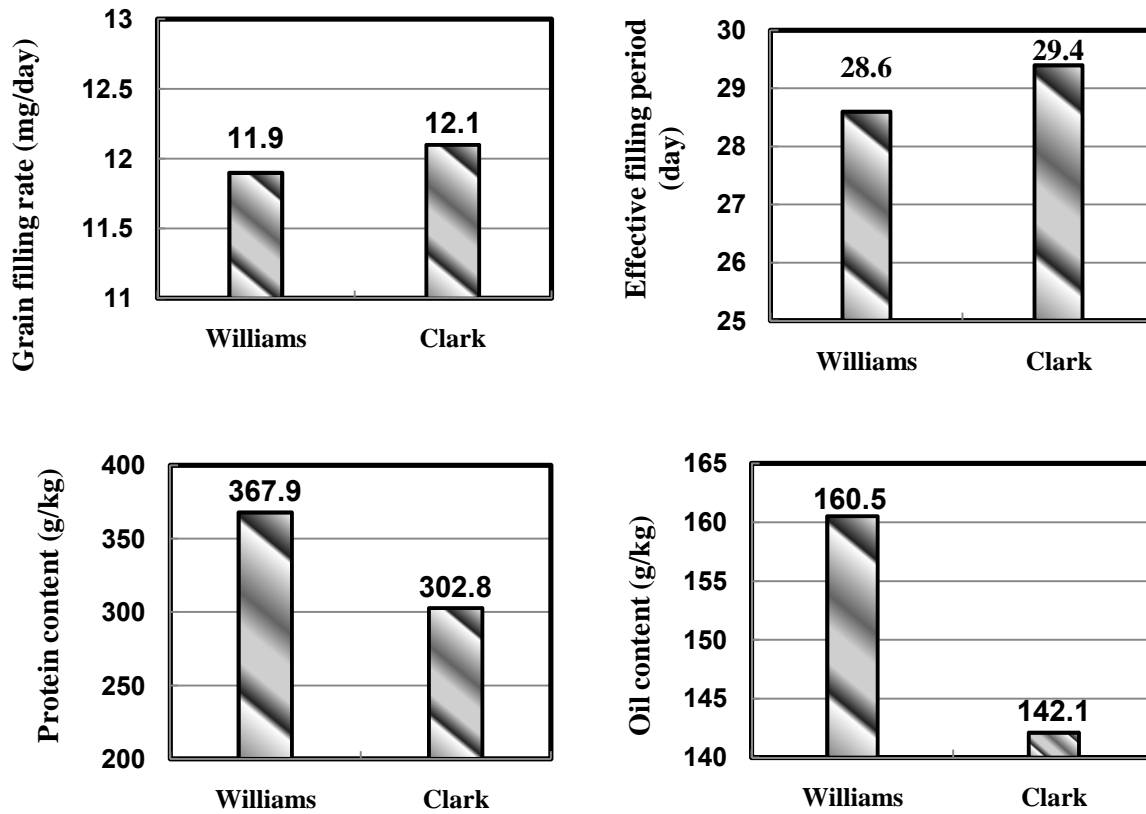 Grain filling rate (mg/day)
13
12.5
12
11.5
11
11.9
12.1
Williams
Clark
Effective filling period
(day)
30
29
28
27
26
25
28.6
29.4
Williams
Clark
Protein content (g/kg)
400
350
300
250
200
367.9
302.8
Williams
Clark
Oil content (g/kg)
165
160
155
150
145
140
160.5
142.1
Williams
Clark